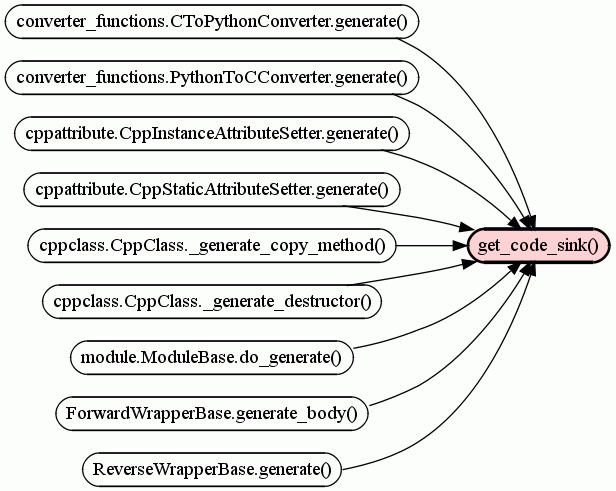 converter_functions.CToPythonConverter.generate()
converter_functions.PythonToCConverter.generate()
cppattribute.CppInstanceAttributeSetter.generate()
cppattribute.CppStaticAttributeSetter.generate()
cppclass.CppClass._generate_copy_method()
get_code_sink()
cppclass.CppClass._generate_destructor()
module.ModuleBase.do_generate()
ForwardWrapperBase.generate_body()
ReverseWrapperBase.generate()